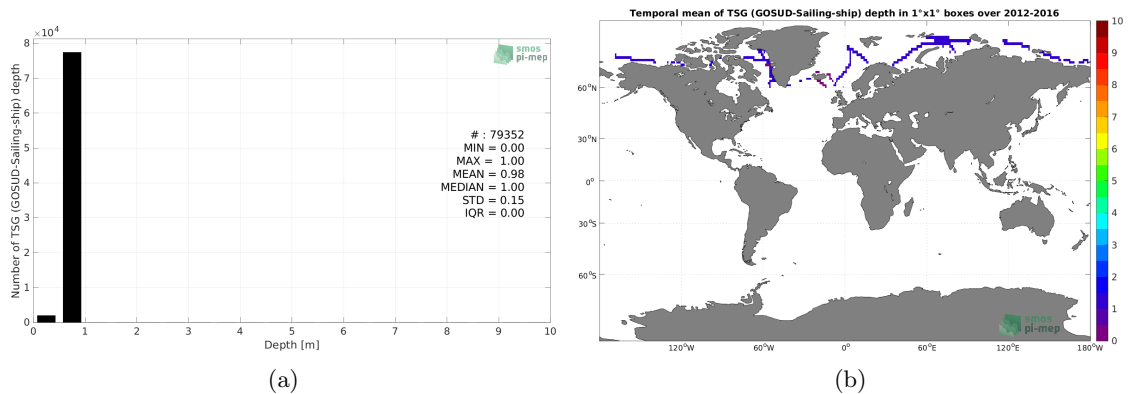 ×10^4
8
7
6
5
4
3
2
1
0
Number of TSG (GOSUD-Sailing-ship) depth
smos
pi-mep
# : 79352
MIN = 0.00
MAX = 1.00
MEAN = 0.98
MEDIAN = 1.00
STD = 0.15
IQR = 0.00
0 1 2 3 4 5 6 7 8 9 10
Depth [m]
(a)
Temporal mean of TSG (GOSUD-Sailing-ship) depth in 1°x1° boxes over 2012-2016
60°N
30°N
0°
30°S
60°S
120°W 60°W 0° 60°E 120°E 180°W
smos
pi-mep
10
9
8
7
6
5
4
3
2
1
0
(b)